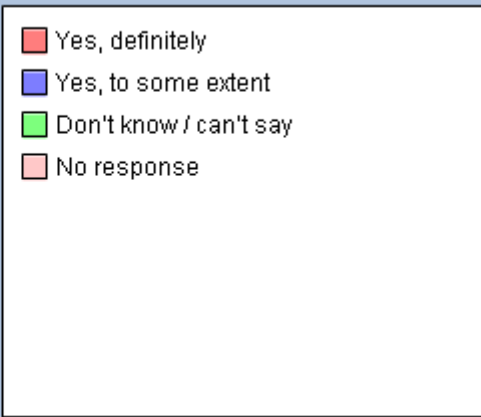 Yes, definitely
Yes, to some extent
Don't know / can't say
No response